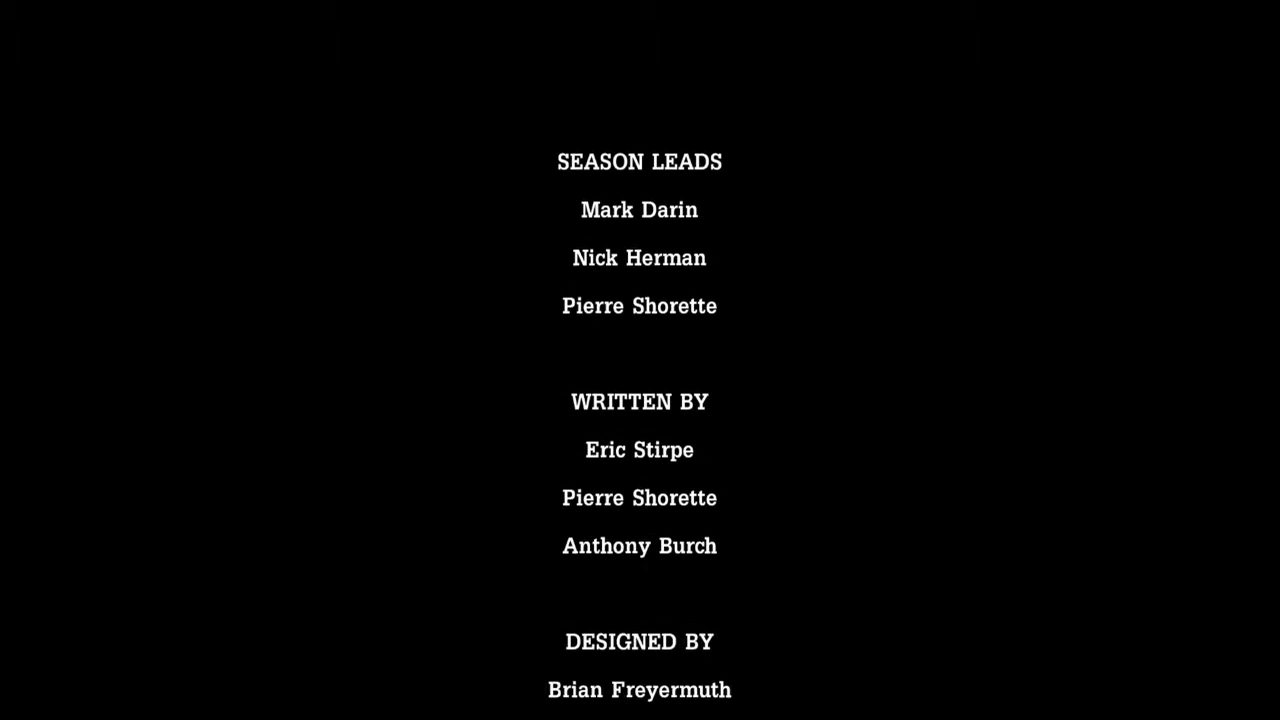 SEASON LEADS
Mark Darin
Nick Herman
Pierre Shorette
WRITTEN BY
Eric Stirpe
Pierre Shorette
Anthony Burch
DESIGNED BY
Brian Freyermuth